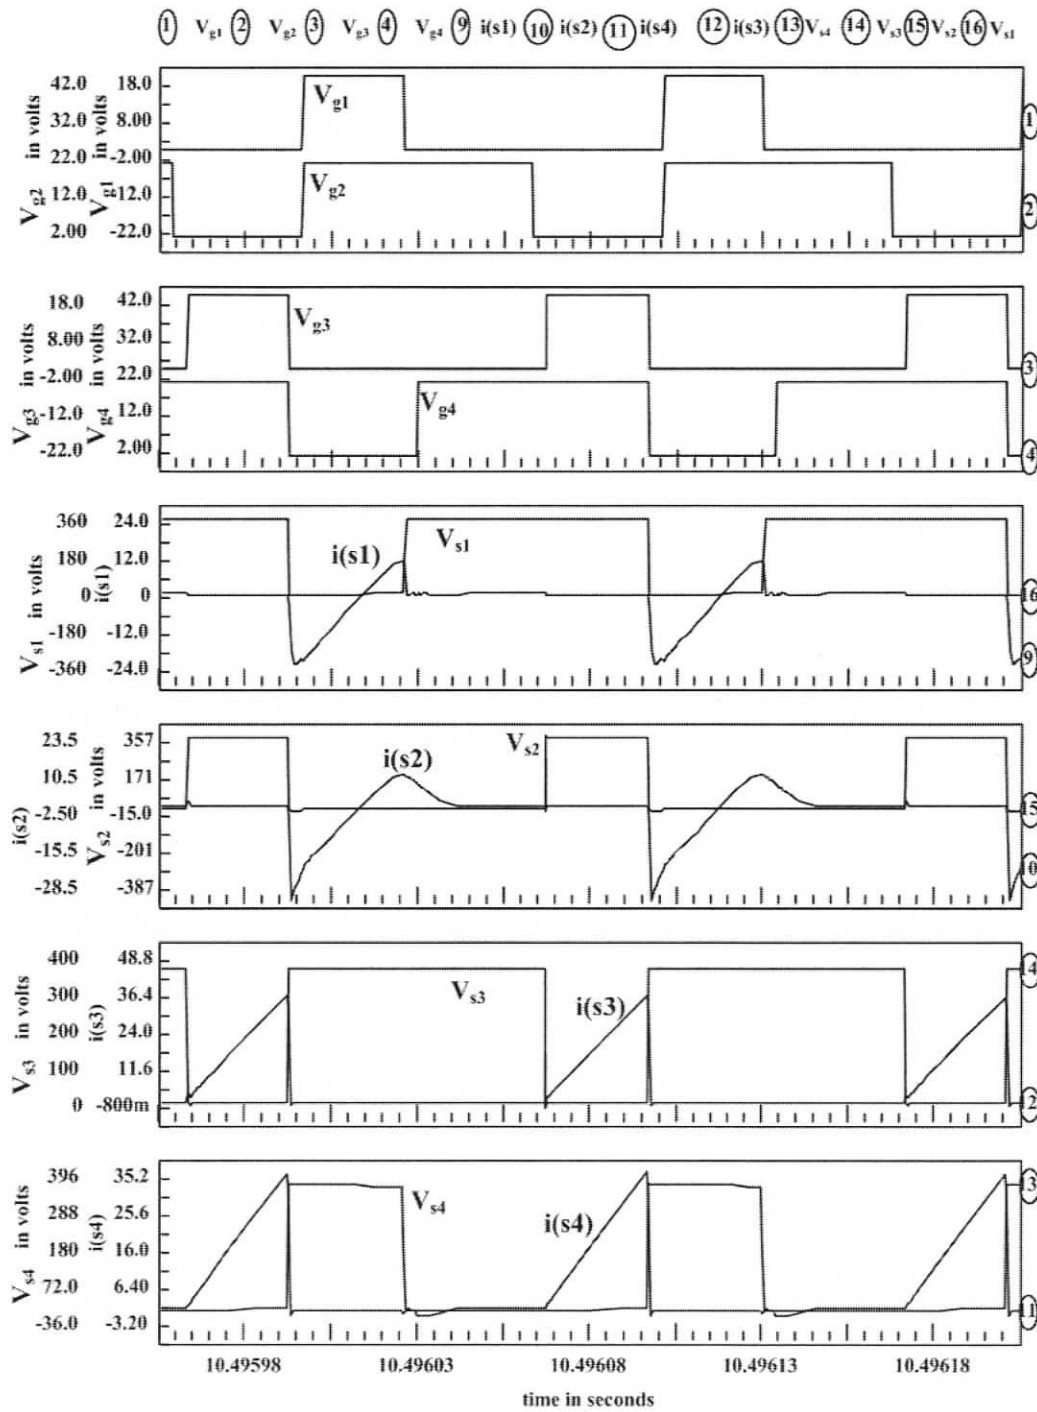 1 Vg1 2 Vg2 3 Vg3 4 Vg4 9 i(s1) 10 i(s2) 11 i(s4) 12 i(s3) 13 Vs4 14 Vs3 15 Vs2 16 Vs1
Vg2 in volts
42.0
32.0
22.0
12.0
2.00
Vg1 in volts
18.0
8.00
-2.00
-12.0
-22.0
Vg1
Vg2
1
2
Vg3 in volts
18.0
8.00
-2.00
-12.0
-22.0
Vg4 in volts
42.0
32.0
22.0
12.0
2.00
Vg3
Vg4
3
4
Vs1 in volts
360
180
0
-180
-360
i(s1)
24.0
12.0
0
-12.0
-24.0
i(s1)
Vs1
16
9
i(s2)
23.5
10.5
-2.50
-15.5
-28.5
Vs2 in volts
357
171
-15.0
-201
-387
i(s2)
Vs2
15
10
Vs3 in volts
400
300
200
100
0
i(s3)
48.8
36.4
24.0
11.6
-800m
Vs3
i(s3)
14
12
Vs4 in volts
396
288
180
72.0
-36.0
i(s4)
35.2
25.6
16.0
6.40
-3.20
Vs4
i(s4)
13
11
10.49598 10.49603 10.49608 10.49613 10.49618
time in seconds